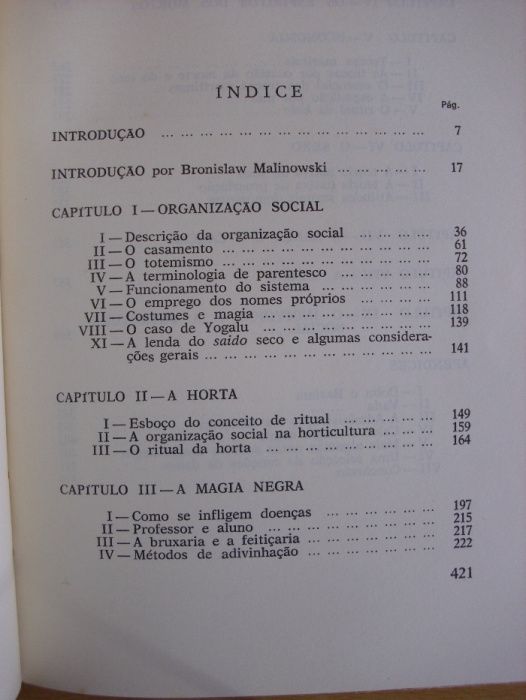 ÍNDICE
Pág.
INTRODUÇÃO ... ... ... ... ... ... ... ... ... ... ... ... ... ... 7
INTRODUÇÃO por Bronislaw Malinowski ... ... ... ... ... 17
CAPÍTULO I — ORGANIZAÇÃO SOCIAL
I — Descrição da organização social ... ... ... ... 36
II — O casamento ... ... ... ... ... ... ... ... ... ... 61
III — O totemismo ... ... ... ... ... ... ... ... ... ... 72
IV — A terminologia de parentesco ... ... ... ... ... 80
V — Funcionamento do sistema ... ... ... ... ... ... 88
VI — O emprego dos nomes próprios ... ... ... ... 111
VII — Costumes e magia ... ... ... ... ... ... ... ... 118
VIII — O caso de Yogalu ... ... ... ... ... ... ... ... 139
XI — A lenda do saido seco e algumas considera-
ções gerais ... ... ... ... ... ... ... ... ... ... ... 141
CAPÍTULO II — A HORTA
I — Esboço do conceito de ritual ... ... ... ... ... 149
II — A organização social na horticultura ... ... ... 159
III — O ritual da horta ... ... ... ... ... ... ... ... 164
CAPÍTULO III — A MAGIA NEGRA
I — Como se infligem doenças ... ... ... ... ... ... 197
II — Professor e aluno ... ... ... ... ... ... ... ... 215
III — A bruxaria e a feitiçaria ... ... ... ... ... ... 217
IV — Métodos de adivinhação ... ... ... ... ... ... 222
421